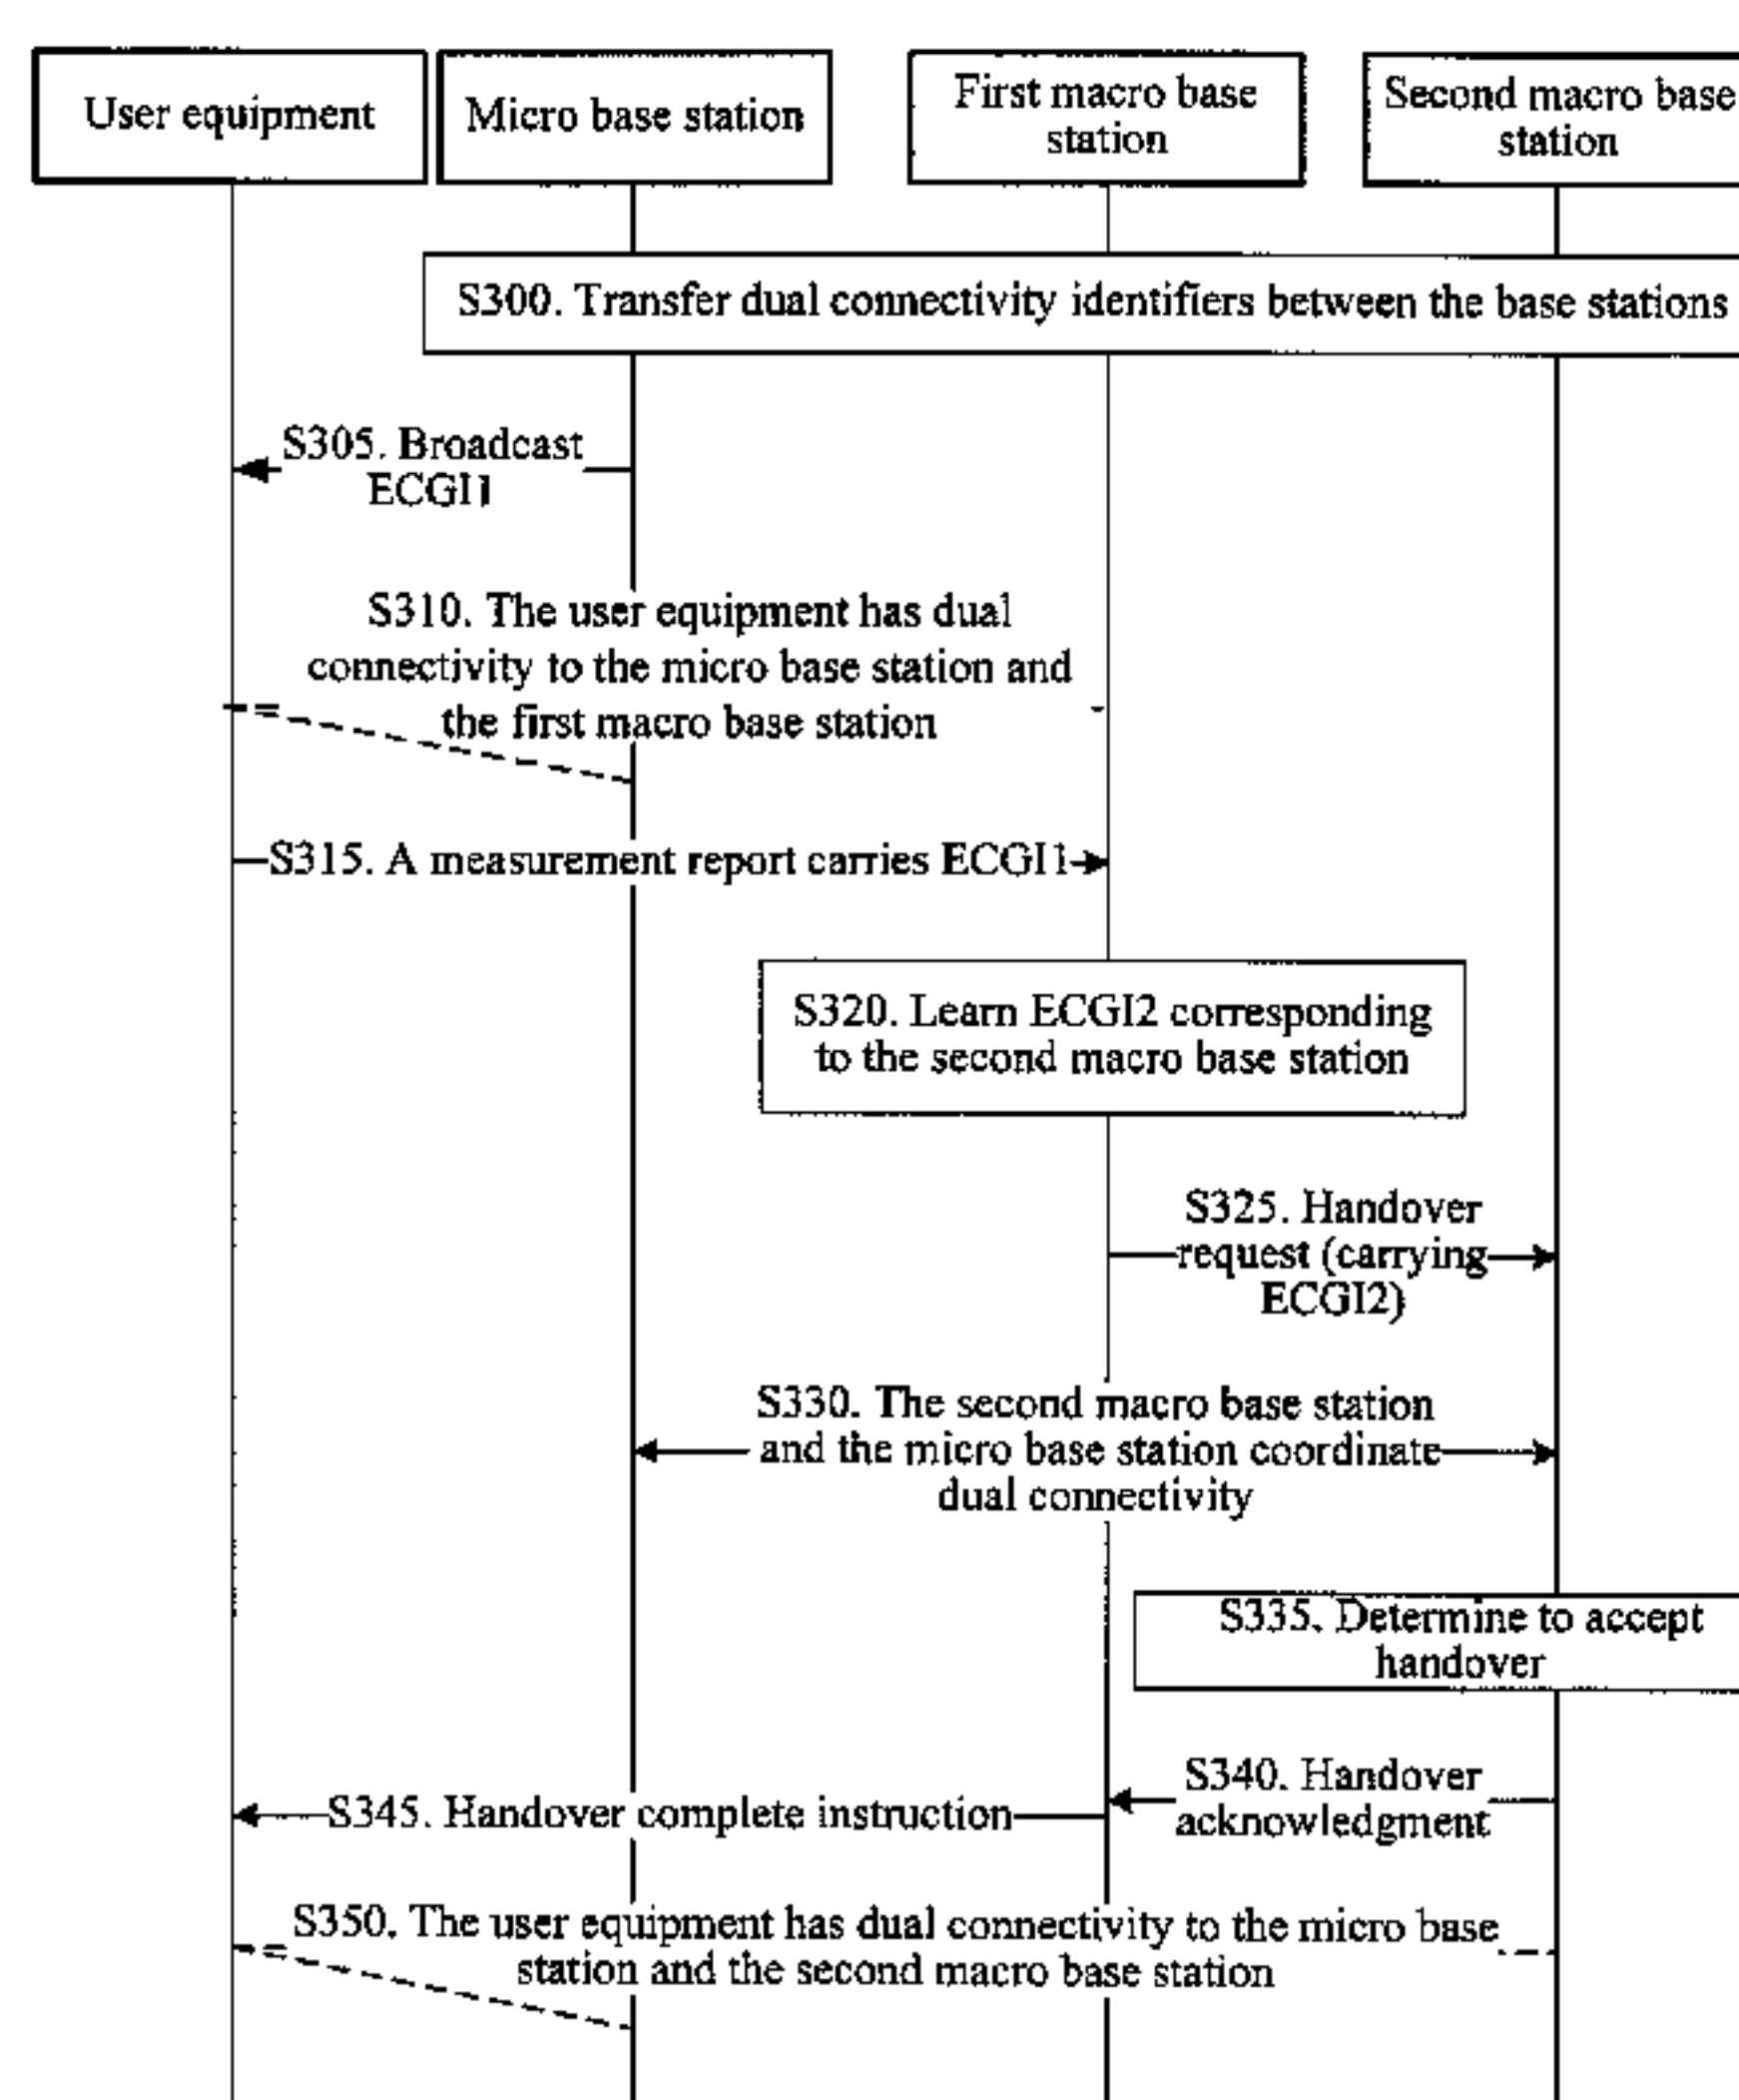 User equipment
Micro base station
First macro base
station
Second macro base
station
S300. Transfer dual connectivity identifiers between the base stations
S305. Broadcast
ECGI1
S310. The user equipment has dual
connectivity to the micro base station and
the first macro base station
S315. A measurement report carries ECGI1
S320. Learn ECGI2 corresponding
to the second macro base station
S325. Handover
request (carrying
ECGI2)
S330. The second macro base station
and the micro base station coordinate
dual connectivity
S335. Determine to accept
handover
S340. Handover
acknowledgment
S345. Handover complete instruction
S350. The user equipment has dual connectivity to the micro base
station and the second macro base station